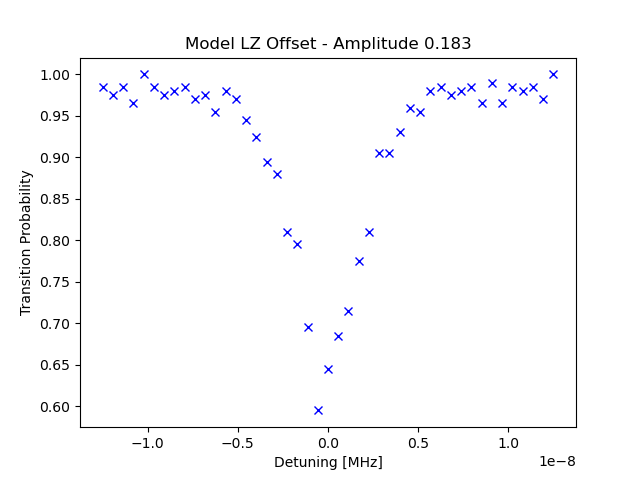 Model LZ Offset - Amplitude 0.183
1.00
0.95
0.90
0.85
0.80
0.75
0.70
0.65
0.60
Transition Probability
−1.0 −0.5 0.0 0.5 1.0
1e−8
Detuning [MHz]